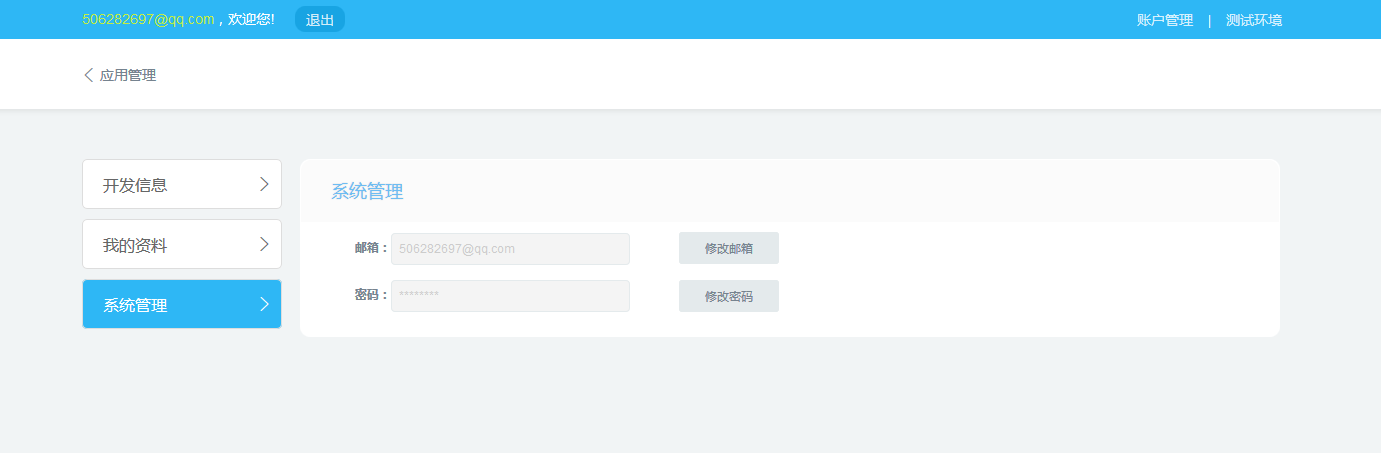 506282697@qq.com，欢迎您! 退出 账户管理 | 测试环境
应用管理
开发信息
我的资料
系统管理
系统管理
邮箱： 506282697@qq.com 修改邮箱
密码： ******** 修改密码